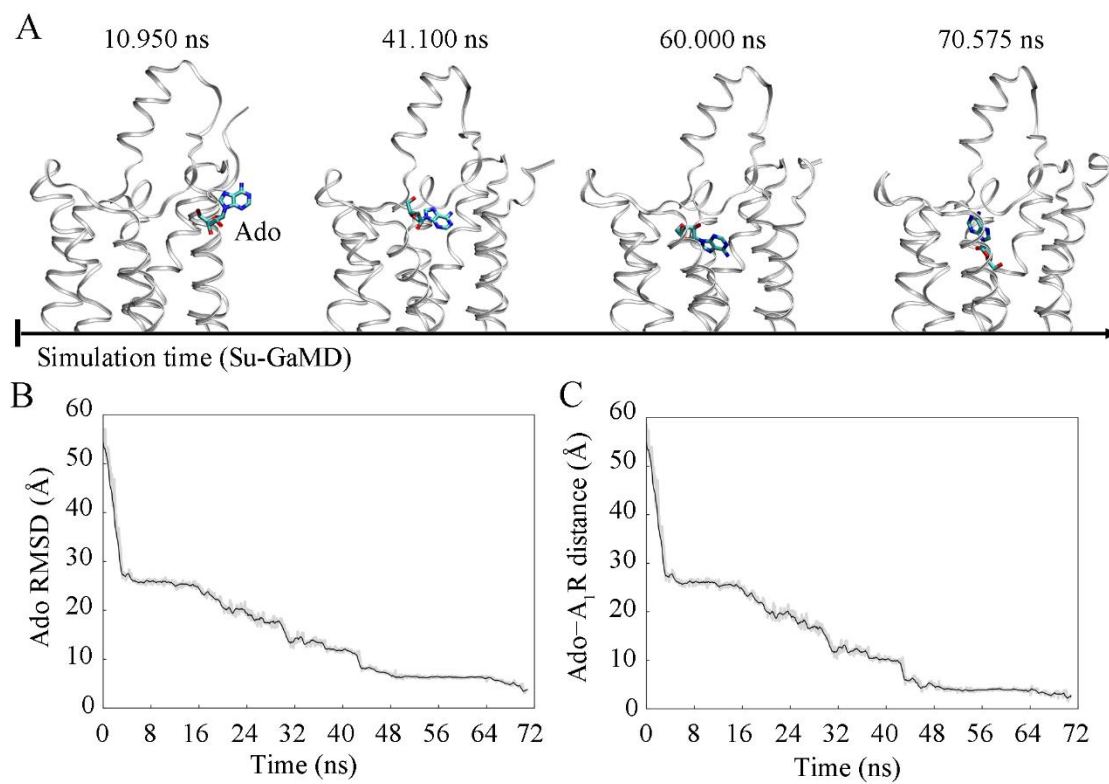 A
10.950 ns 41.100 ns 60.000 ns 70.575 ns
Ado
Simulation time (Su-GaMD)
B
Ado RMSD (Å)
60
50
40
30
20
10
0
0 8 16 24 32 40 48 56 64 72
Time (ns)
C
Ado−A₁R distance (Å)
60
50
40
30
20
10
0
0 8 16 24 32 40 48 56 64 72
Time (ns)